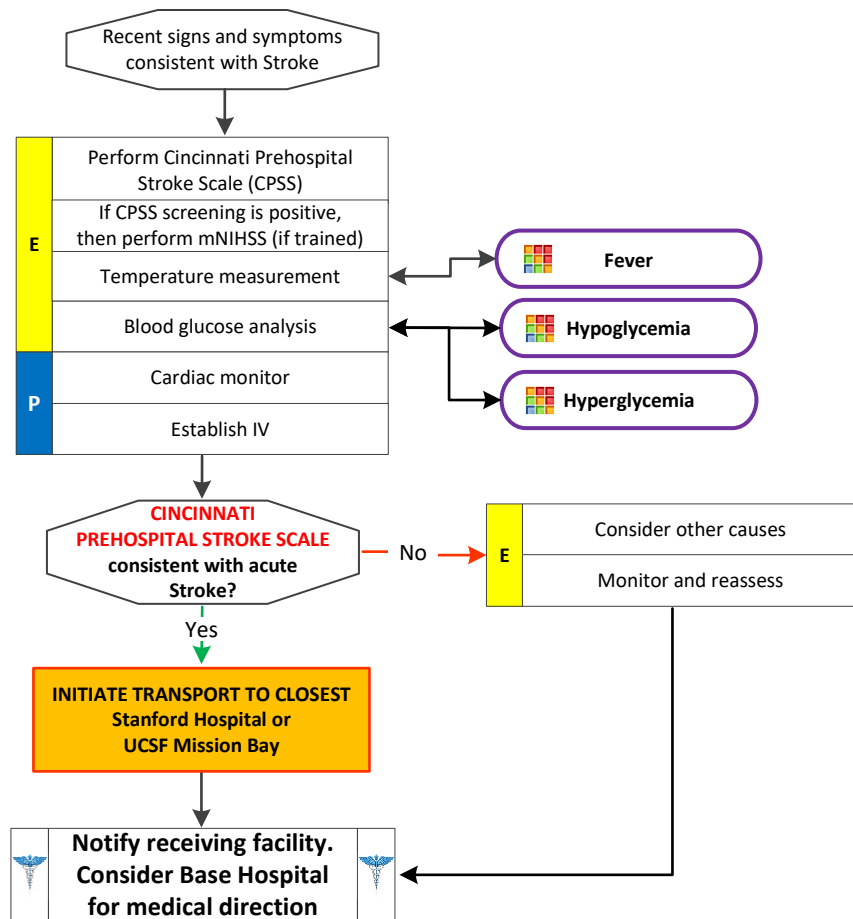 Recent signs and symptoms
consistent with Stroke
E
Perform Cincinnati Prehospital
Stroke Scale (CPSS)
If CPSS screening is positive,
then perform mNIHSS (if trained)
Temperature measurement
Blood glucose analysis
Fever
Hypoglycemia
Hyperglycemia
P
Cardiac monitor
Establish IV
CINCINNATI
PREHOSPITAL STROKE SCALE
consistent with acute
Stroke?
No
E
Consider other causes
Monitor and reassess
Yes
INITIATE TRANSPORT TO CLOSEST
Stanford Hospital or
UCSF Mission Bay
Notify receiving facility.
Consider Base Hospital
for medical direction